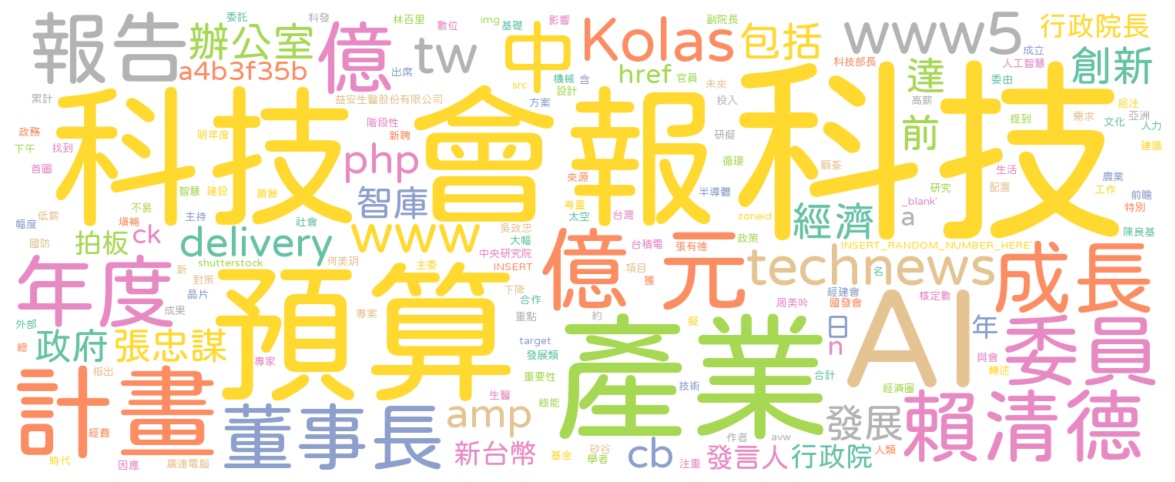 報告
委託
科發
辦公室
a4b3f35b
億
林百里
數位
img
基礎
影響
副院長
www5
行政院長
tw
中
Kolas
包括
出席
機械
含
官員
科技部長
成立
人工智慧
創新
href
src
設計
未來
達
委由
益安生醫股份有限公司
方案
投入
高薪
揭注
亞洲
累計
科技會報
科技
前
提到
需求
文化
人力
政務
明年度
階段性
新聘
研擬
建議
下午
找到
php
循環
顧荃
生活
首圖
來源
研究
配置
農業
智慧
建設
智庫
半導體
_blank'
工作
前瞻
低薪
不易
考量
台灣
zoneid
經濟
a
特別
幅度
填補
主持
社會
吳政忠
太空
陳良基
拍板
ck
delivery
www
大幅
億 元
台積電
張有德
政策
INSERT_RANDOM_NUMBER_HERE'
國防
中央研究院
technews
成長
shutterstock
何美玥
主委
INSERT
項目
獲
名
年度
新
對策
預算
下降
合作
經建會
核定數
晶片
周美吟
國發會
成果
專案
重點
約
AI
外部
擬
日
年
委員
政府
張忠謀
target
產業
n
總
專家
發展類
與會
指出
重要性
合計
轉述
計畫
生醫
技術
經濟圈
綠能
賴清德
董事長
amp
作者
發展
經費
新台幣
矽谷
avw
時代
因應
廣達電腦
基金
學者
cb
注重
發言人
行政院
人類